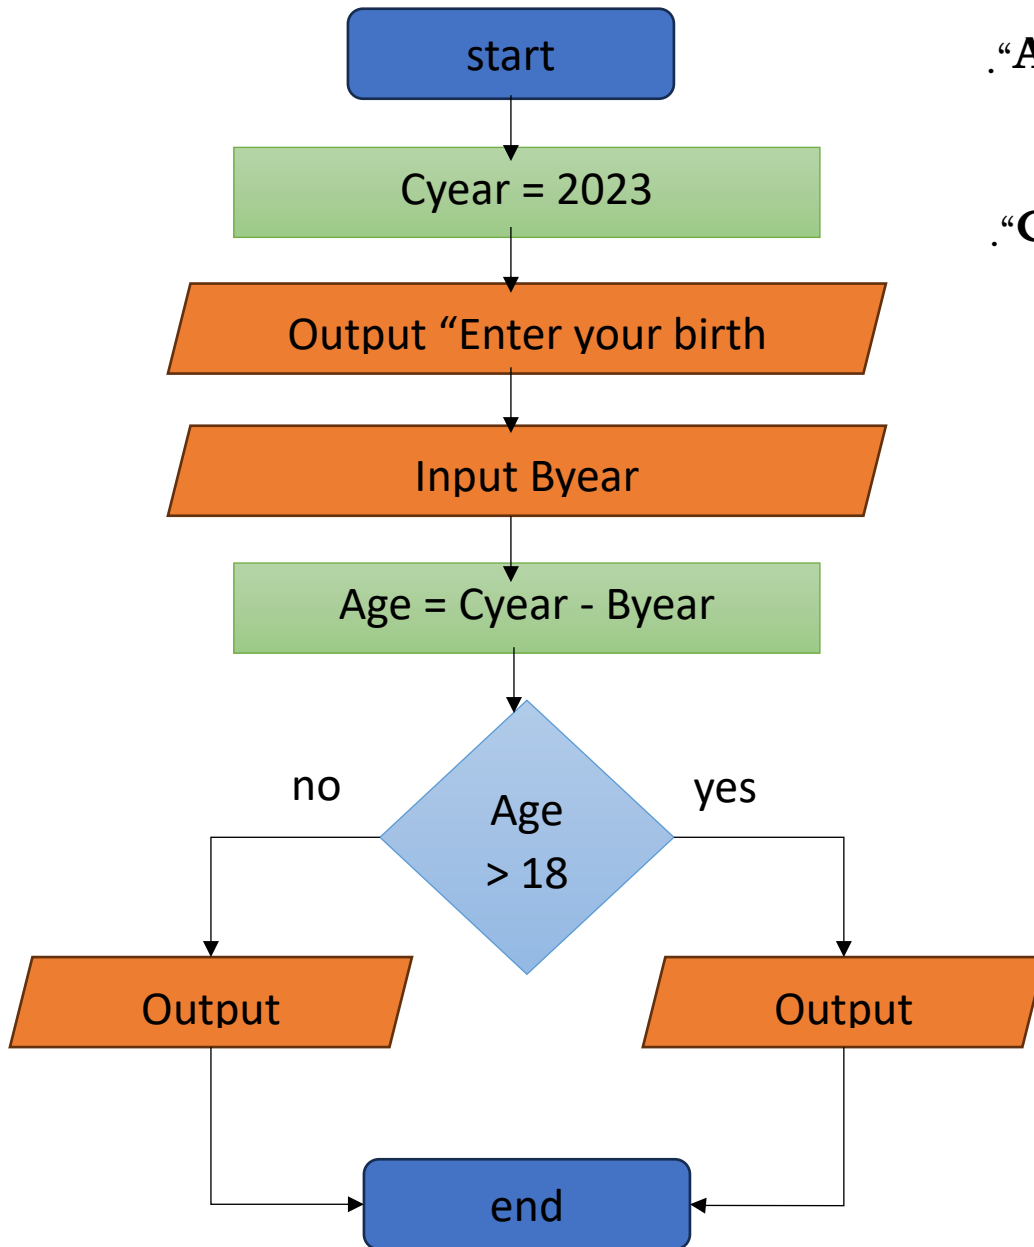 start
.“A
Cyear = 2023
.“C
Output “Enter your birth
Input Byear
Age = Cyear - Byear
no
yes
Age
> 18
Output
Output
end